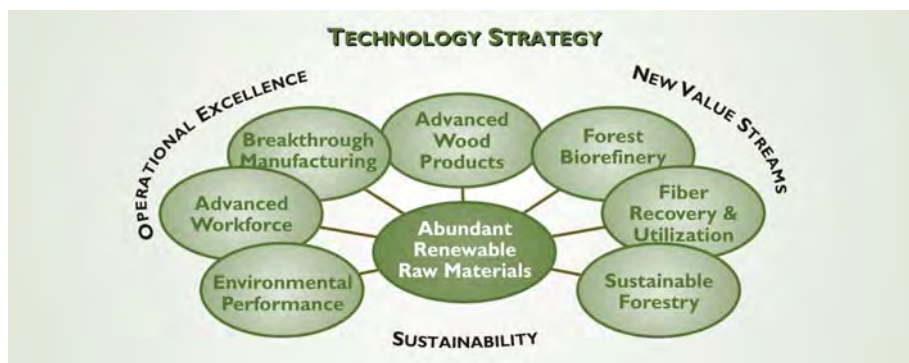 TECHNOLOGY STRATEGY
OPERATIONAL EXCELLENCE
NEW VALUE STREAMS
Breakthrough
Manufacturing
Advanced
Wood
Products
Forest
Biorefinery
Advanced
Workforce
Fiber
Recovery &
Utilization
Abundant
Renewable
Raw Materials
Environmental
Performance
Sustainable
Forestry
SUSTAINABILITY